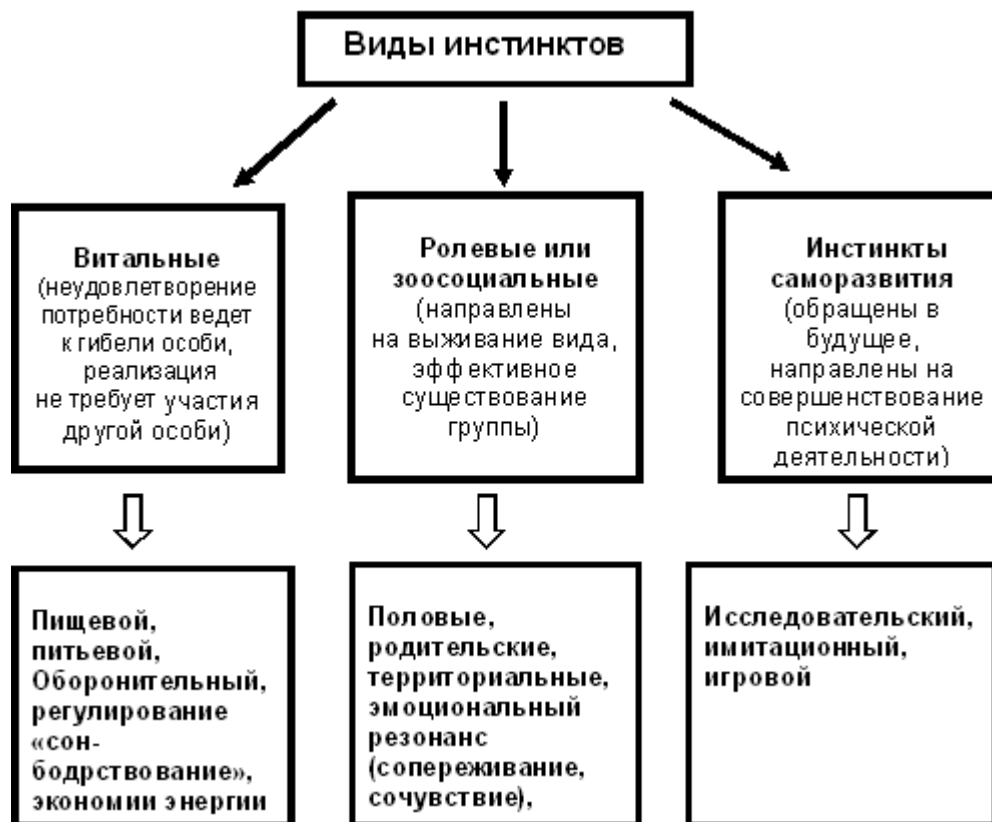 Виды инстинктов
Витальные
(неудовлетворение
потребности ведет
к гибели особи,
реализация
не требует участия
другой особи)
Ролевые или
зоосоциальные
(направлены
на выживание вида,
эффективное
существование
группы)
Инстинкты
саморазвития
(обращены в
будущее,
направлены на
совершенствование
психической
деятельности)
Пищевой,
питьевой,
Оборонительный,
регулирование
«сон-
бодрствование»,
экономии энергии
Половые,
родительские,
территориальные,
эмоциональный
резонанс
(сопереживание,
сочувствие),
Исследовательский,
имитационный,
игровой